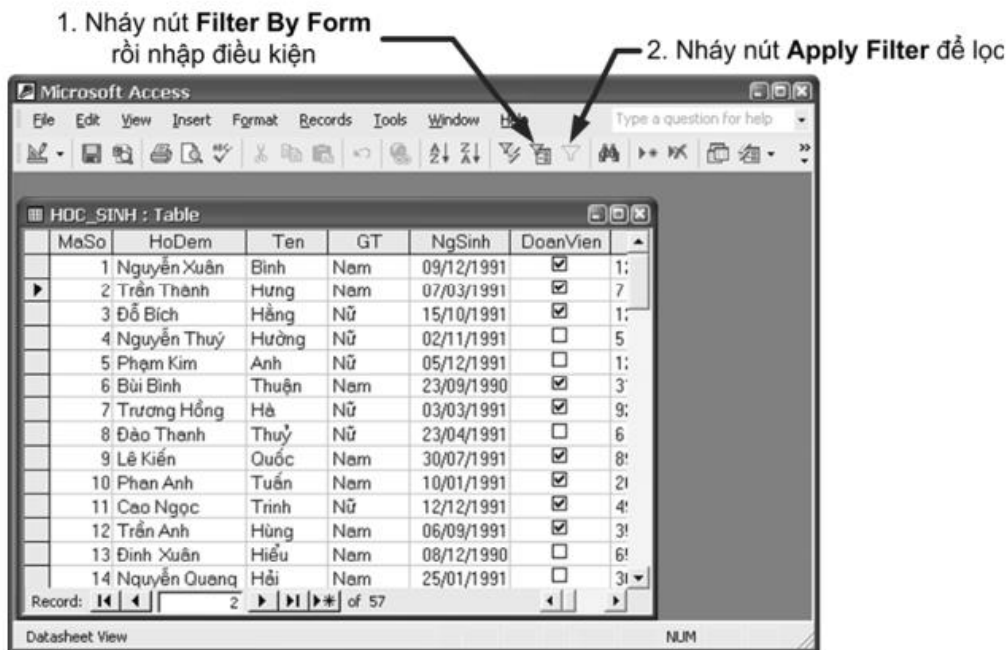 1. Nháy nút Filter By Form
rồi nhập điều kiện
2. Nháy nút Apply Filter để lọc
Microsoft Access
File Edit View Insert Format Records Tools Window Type a question for help
HOC_SINH : Table
MaSo HoDem Ten GT NgSinh DoanVien
1 Nguyễn Xuân Bình Nam 09/12/1991
2 Trần Thành Hưng Nam 07/03/1991 7
3 Đỗ Bích Hằng Nữ 15/10/1991
4 Nguyễn Thuý Hường Nữ 02/11/1991 5
5 Phạm Kim Anh Nữ 05/12/1991
6 Bùi Bình Thuận Nam 23/09/1990
7 Trương Hồng Hà Nữ 03/03/1991
8 Đào Thanh Thuỷ Nữ 23/04/1991 6
9 Lê Kiến Quốc Nam 30/07/1991
10 Phan Anh Tuấn Nam 10/01/1991
11 Cao Ngọc Trinh Nữ 12/12/1991
12 Trần Anh Hùng Nam 06/09/1991
13 Đinh Xuân Hiếu Nam 08/12/1990
14 Nguyễn Quang Hải Nam 25/01/1991
Record: 2 of 57
Datasheet View NUM